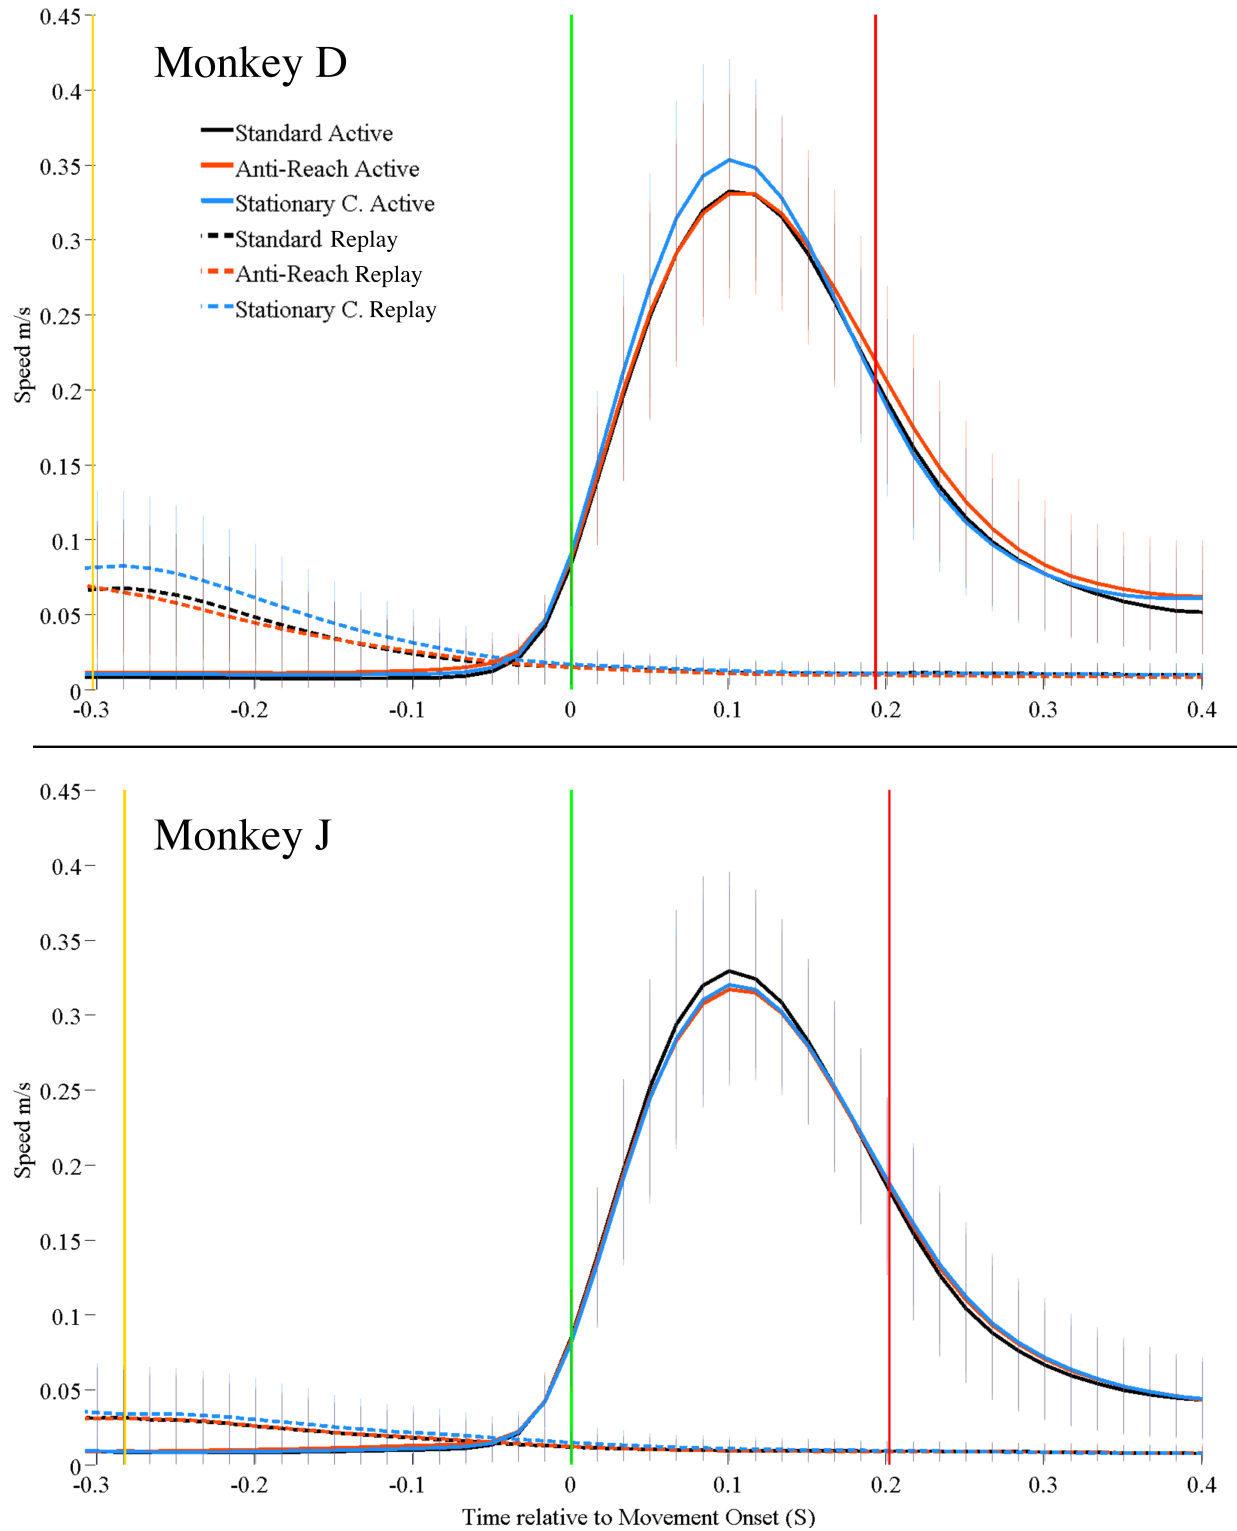 0.45
Monkey D
0.4
Standard Active
0.35
Anti-Reach Active
Stationary C. Active
0.3
Standard Replay
Anti-Reach Replay
Stationary C. Replay
0.25
Speed m/s
0.2
0.15
0.1
0.05
0
-0.3 -0.2 -0.1 0 0.1 0.2 0.3 0.4
0.45
Monkey J
0.4
0.35
0.3
0.25
Speed m/s
0.2
0.15
0.1
0.05
0
-0.3 -0.2 -0.1 0 0.1 0.2 0.3 0.4
Time relative to Movement Onset (S)